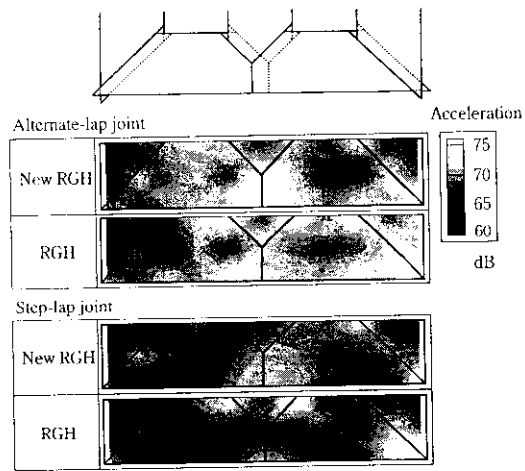 Alternate-lap joint
Acceleration
New RGH
75
70
65
60
dB
RGH
Step-lap joint
New RGH
RGH